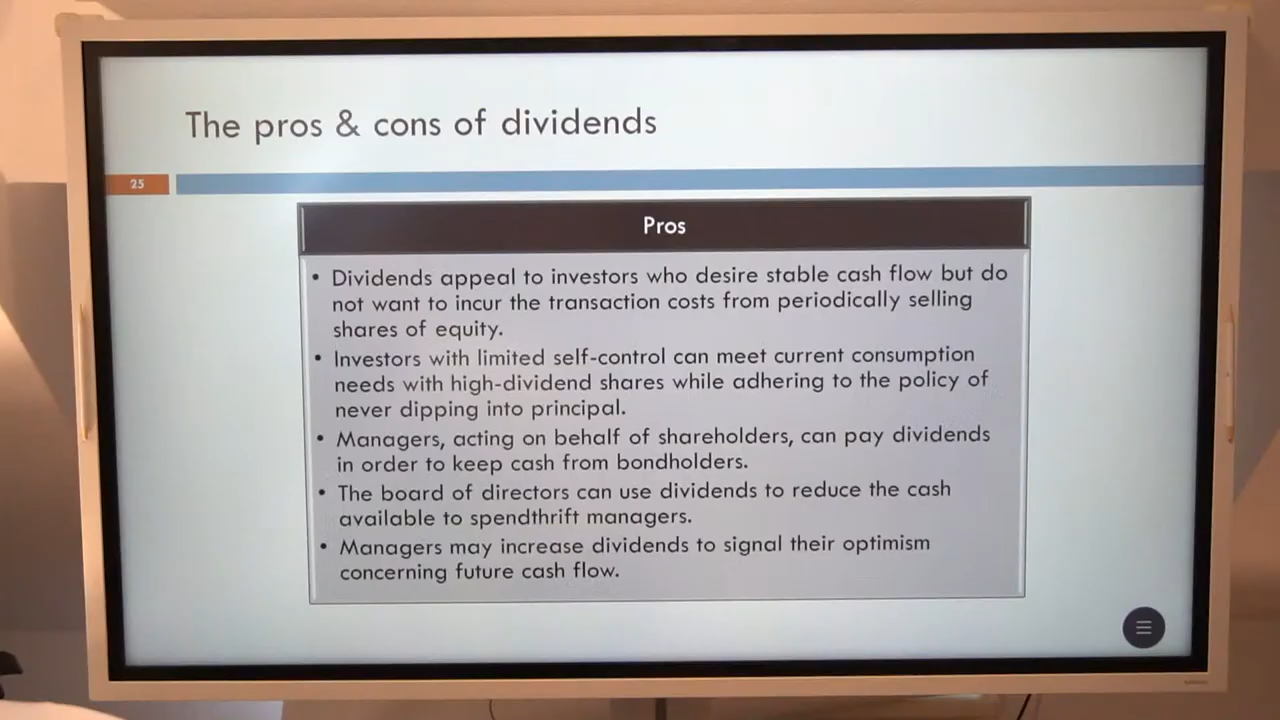 The pros & cons of dividends
25
Pros
• Dividends appeal to investors who desire stable cash flow but do
not want to incur the transaction costs from periodically selling
shares of equity.
• Investors with limited self-control can meet current consumption
needs with high-dividend shares while adhering to the policy of
never dipping into principal.
• Managers, acting on behalf of shareholders, can pay dividends
in order to keep cash from bondholders.
• The board of directors can use dividends to reduce the cash
available to spendthrift managers.
• Managers may increase dividends to signal their optimism
concerning future cash flow.